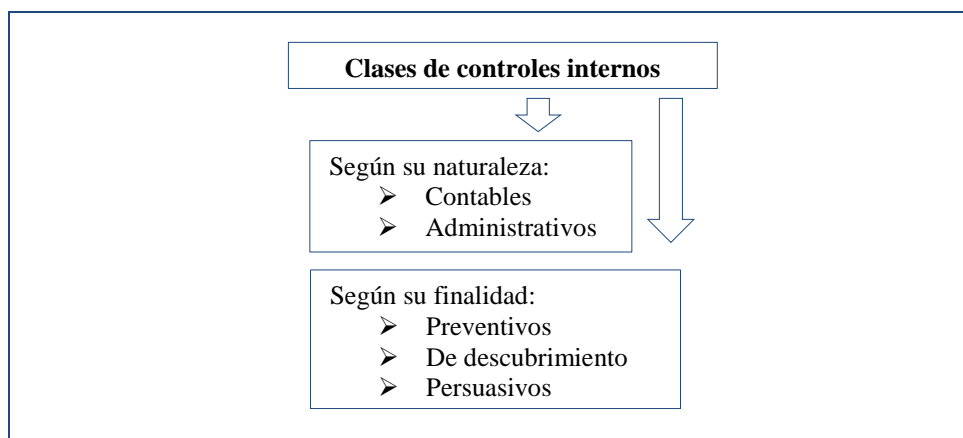 Clases de controles internos
Según su naturaleza:
➢ Contables
➢ Administrativos
Según su finalidad:
➢ Preventivos
➢ De descubrimiento
➢ Persuasivos